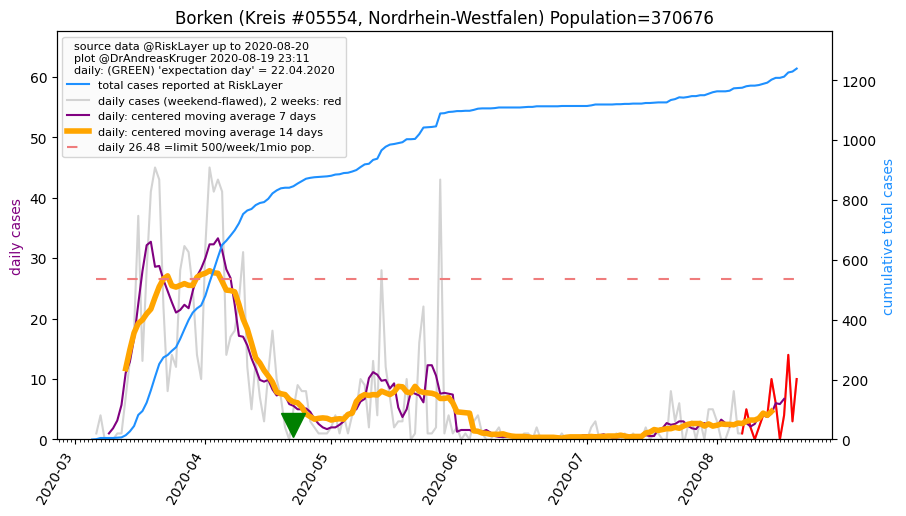 Borken (Kreis #05554, Nordrhein-Westfalen) Population=370676
source data @RiskLayer up to 2020-08-20
plot @DrAndreasKruger 2020-08-19 23:11
daily: (GREEN) 'expectation day' = 22.04.2020
total cases reported at RiskLayer
daily cases (weekend-flawed), 2 weeks: red
daily: centered moving average 7 days
daily: centered moving average 14 days
daily 26.48 =limit 500/week/1mio pop.
daily cases
60
50
40
30
20
10
0
cumulative total cases
1200
1000
800
600
400
200
0
2020-03
2020-04
2020-05
2020-06
2020-07
2020-08